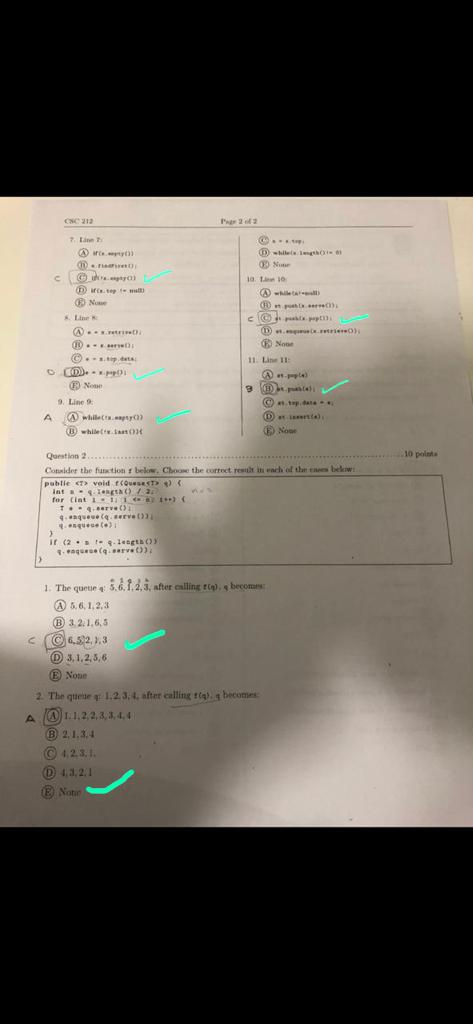 CSC 212
Page 2 of 2
7. Line 7:
A if(x.empty())
B x.findFirst();
C C if(!x.empty())
D if(x.top != null)
E None
8. Line 8:
A e = x.retrive();
B e = x.serve();
C e = x.top.data;
D D e = x.pop();
E None
9. Line 9:
A A while(!x.empty())
B while(!x.last()){
C x = x.top;
D while(x.length()!= 0)
E None
10. Line 10:
A while(x!=null)
B st.push(x.serve());
C C st.push(x.pop());
D st.enqueue(x.retrieve());
E None
11. Line 11:
A st.pop(e)
B B st.push(e);
C st.top.data = e;
D st.insert(e);
E None
Question 2 .......... 10 points
Consider the function f below. Choose the correct result in each of the cases below:
public <T> void f(Queue<T> q) {
int n = q.length() / 2;
for (int i = 1; i <= n; i++) {
T e = q.serve();
q.enqueue(q.serve());
q.enqueue(e);
}
if (2 * n != q.length())
q.enqueue(q.serve());
}
1. The queue q: 5, 6, 1, 2, 3, after calling f(q), q becomes:
A 5, 6, 1, 2, 3
B 3, 2, 1, 6, 5
C C 6, 5, 2, 1, 3
D 3, 1, 2, 5, 6
E None
2. The queue q: 1, 2, 3, 4, after calling f(q), q becomes:
A A 1, 1, 2, 2, 3, 3, 4, 4
B 2, 1, 3, 4
C 4, 2, 3, 1.
D 4, 3, 2, 1
E None